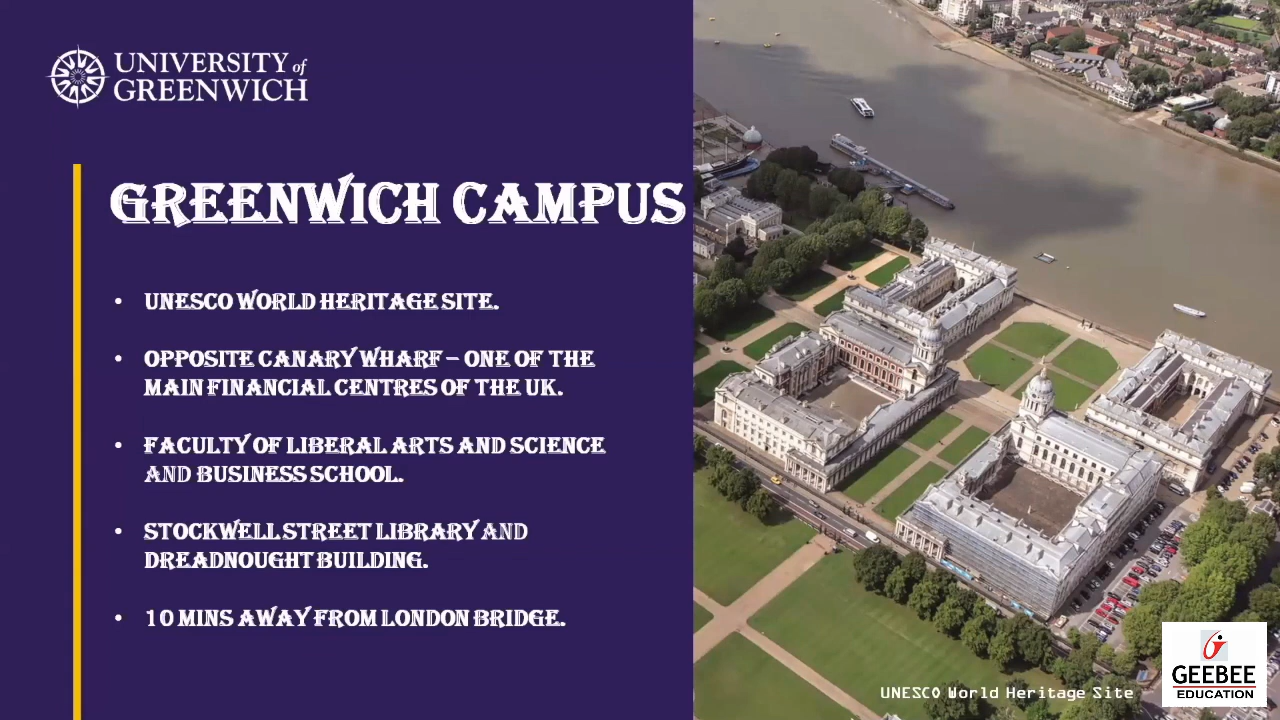 UNIVERSITY of
GREENWICH
GREENWICH CAMPUS
• UNESCO WORLD HERITAGE SITE.
• OPPOSITE CANARY WHARF – ONE OF THE
MAIN FINANCIAL CENTRES OF THE UK.
• FACULTY OF LIBERAL ARTS AND SCIENCE
AND BUSINESS SCHOOL.
• STOCKWELL STREET LIBRARY AND
DREADNOUGHT BUILDING.
• 10 MINS AWAY FROM LONDON BRIDGE.
UNESCO World Heritage Site
GEEBEE
EDUCATION